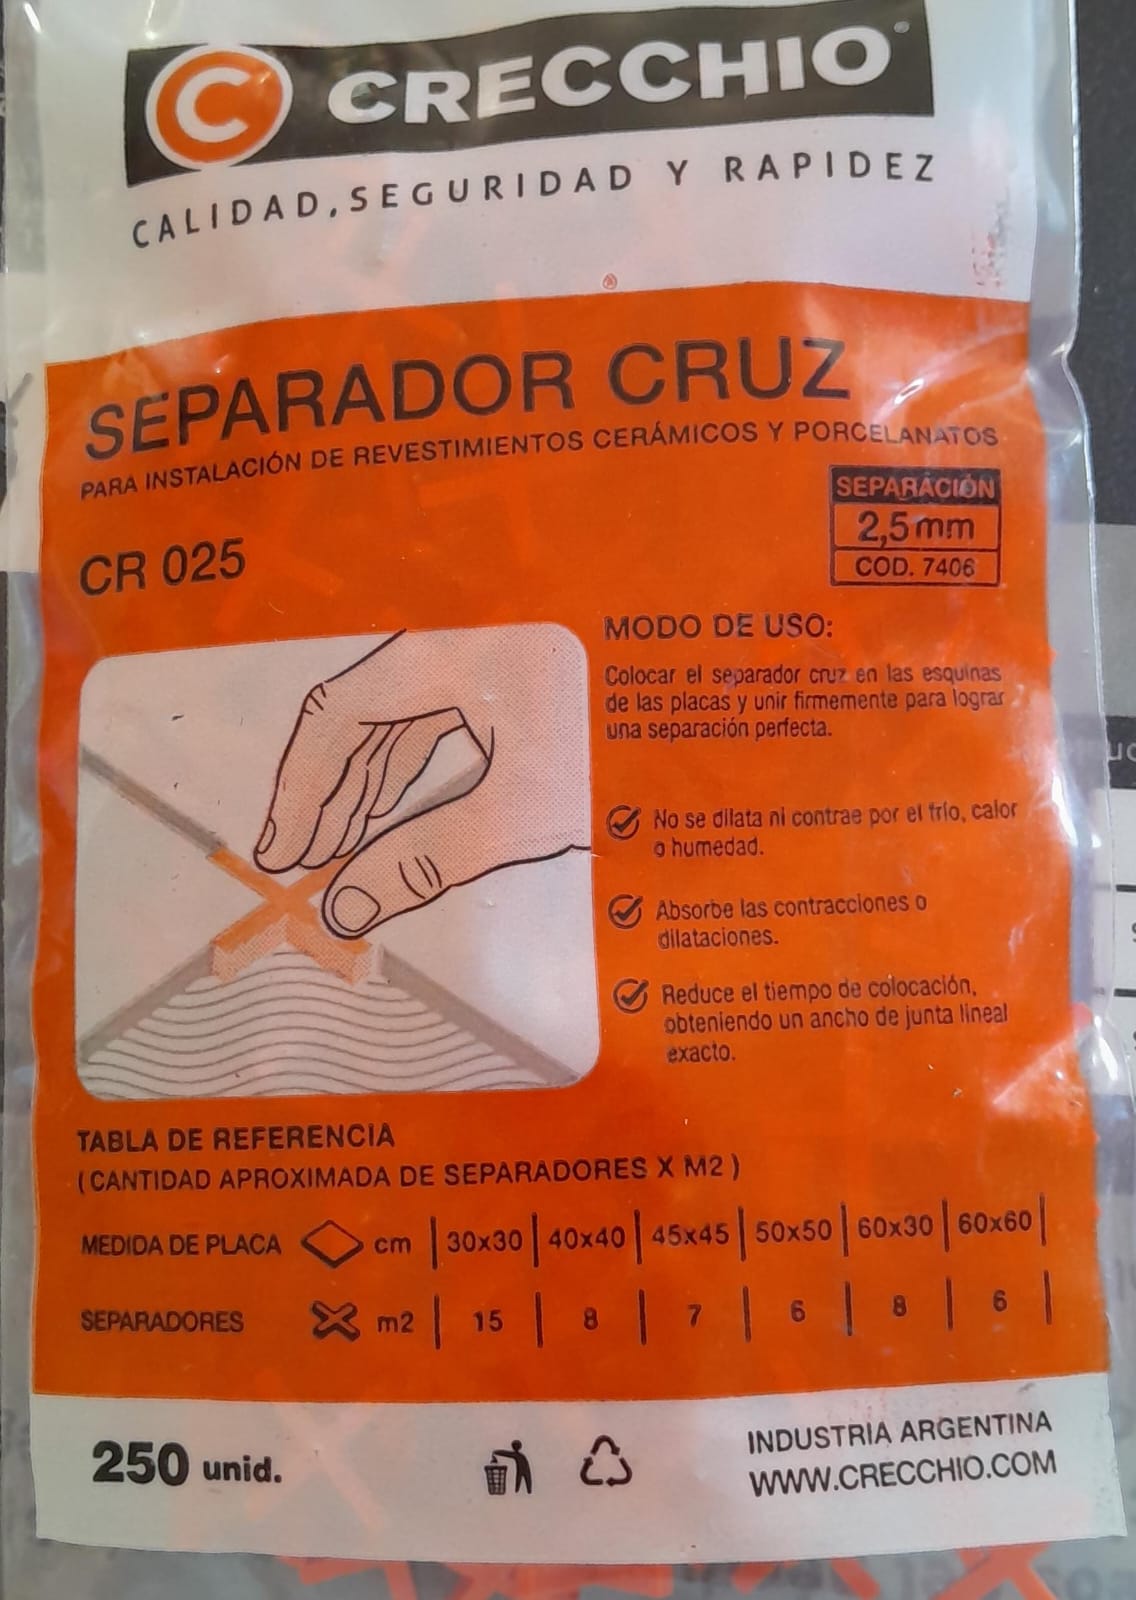 C CRECCHIO
CALIDAD, SEGURIDAD Y RAPIDEZ
SEPARADOR CRUZ
PARA INSTALACIÓN DE REVESTIMIENTOS CERÁMICOS Y PORCELANATOS
SEPARACIÓN
2,5 mm
COD. 7406
CR 025
MODO DE USO:
Colocar el separador cruz en las esquinas
de las placas y unir firmemente para lograr
una separación perfecta.
No se dilata ni contrae por el frío, calor
o humedad.
Absorbe las contracciones o
dilataciones.
Reduce el tiempo de colocación,
obteniendo un ancho de junta lineal
exacto.
TABLA DE REFERENCIA
(CANTIDAD APROXIMADA DE SEPARADORES X M2)
MEDIDA DE PLACA cm | 30x30 | 40x40 | 45x45 | 50x50 | 60x30 | 60x60 |
SEPARADORES m2 | 15 | 8 | 7 | 6 | 8 | 6 |
250 unid.
INDUSTRIA ARGENTINA
WWW.CRECCHIO.COM